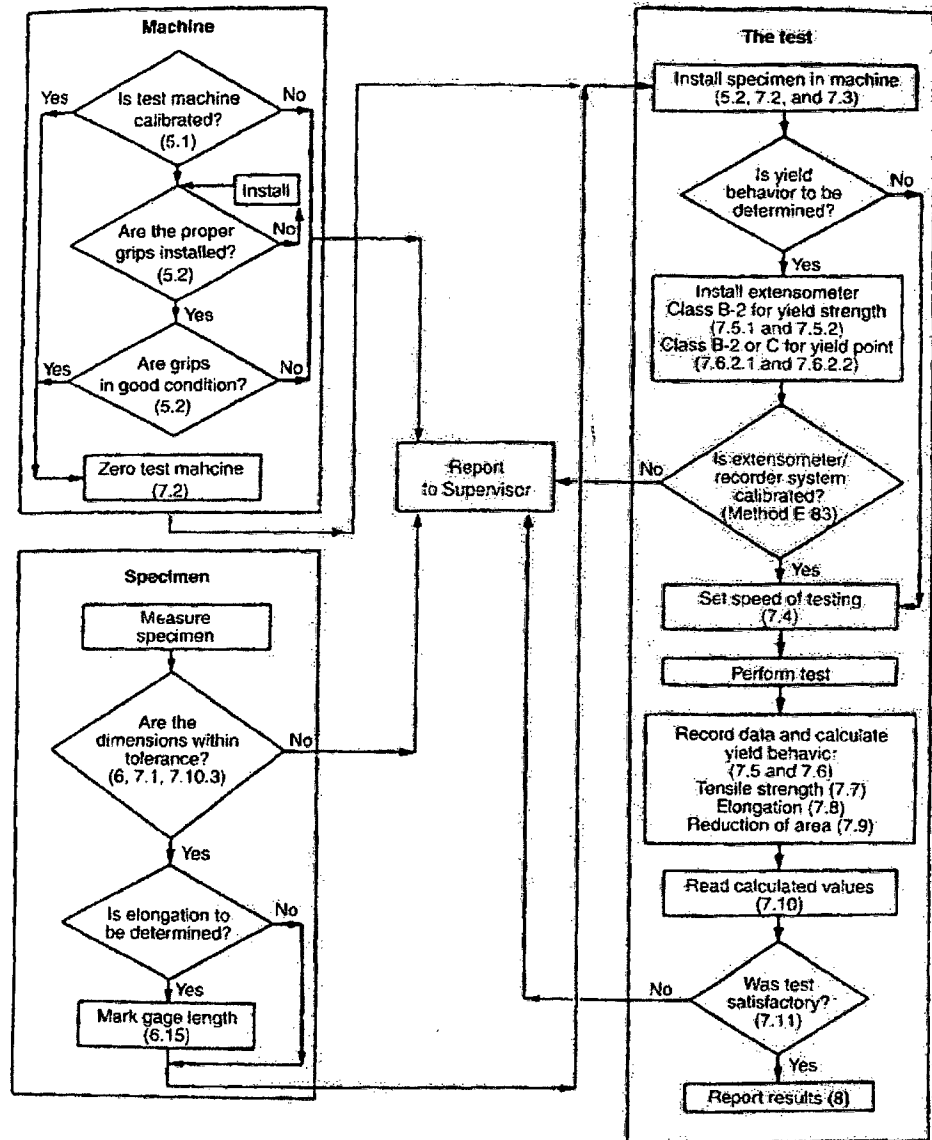 Machine
Is test machine
calibrated?
(5.1)
Yes
No
Install
Are the proper
grips installed?
(5.2)
No
Yes
Are grips
in good condition?
(5.2)
Yes
No
Zero test mahcine
(7.2)
Specimen
Measure
specimen
Are the
dimensions within
tolerance?
(6, 7.1, 7.10.3)
No
Yes
Is elongation to
be determined?
No
Yes
Mark gage length
(6.15)
Report
to Supervisor
The test
Install specimen in machine
(5.2, 7.2, and 7.3)
Is yield
behavior to be
determined?
No
Yes
Install extensometer
Class B-2 for yield strength
(7.5.1 and 7.5.2)
Class B-2 or C for yield point
(7.6.2.1 and 7.6.2.2)
Is extensometer/
recorder system
calibrated?
(Method E 83)
No
Yes
Set speed of testing
(7.4)
Perform test
Record data and calculate
yield behavior
(7.5 and 7.6)
Tensile strength (7.7)
Elongation (7.8)
Reduction of area (7.9)
Read calculated values
(7.10)
Was test
satisfactory?
(7.11)
No
Yes
Report results (8)